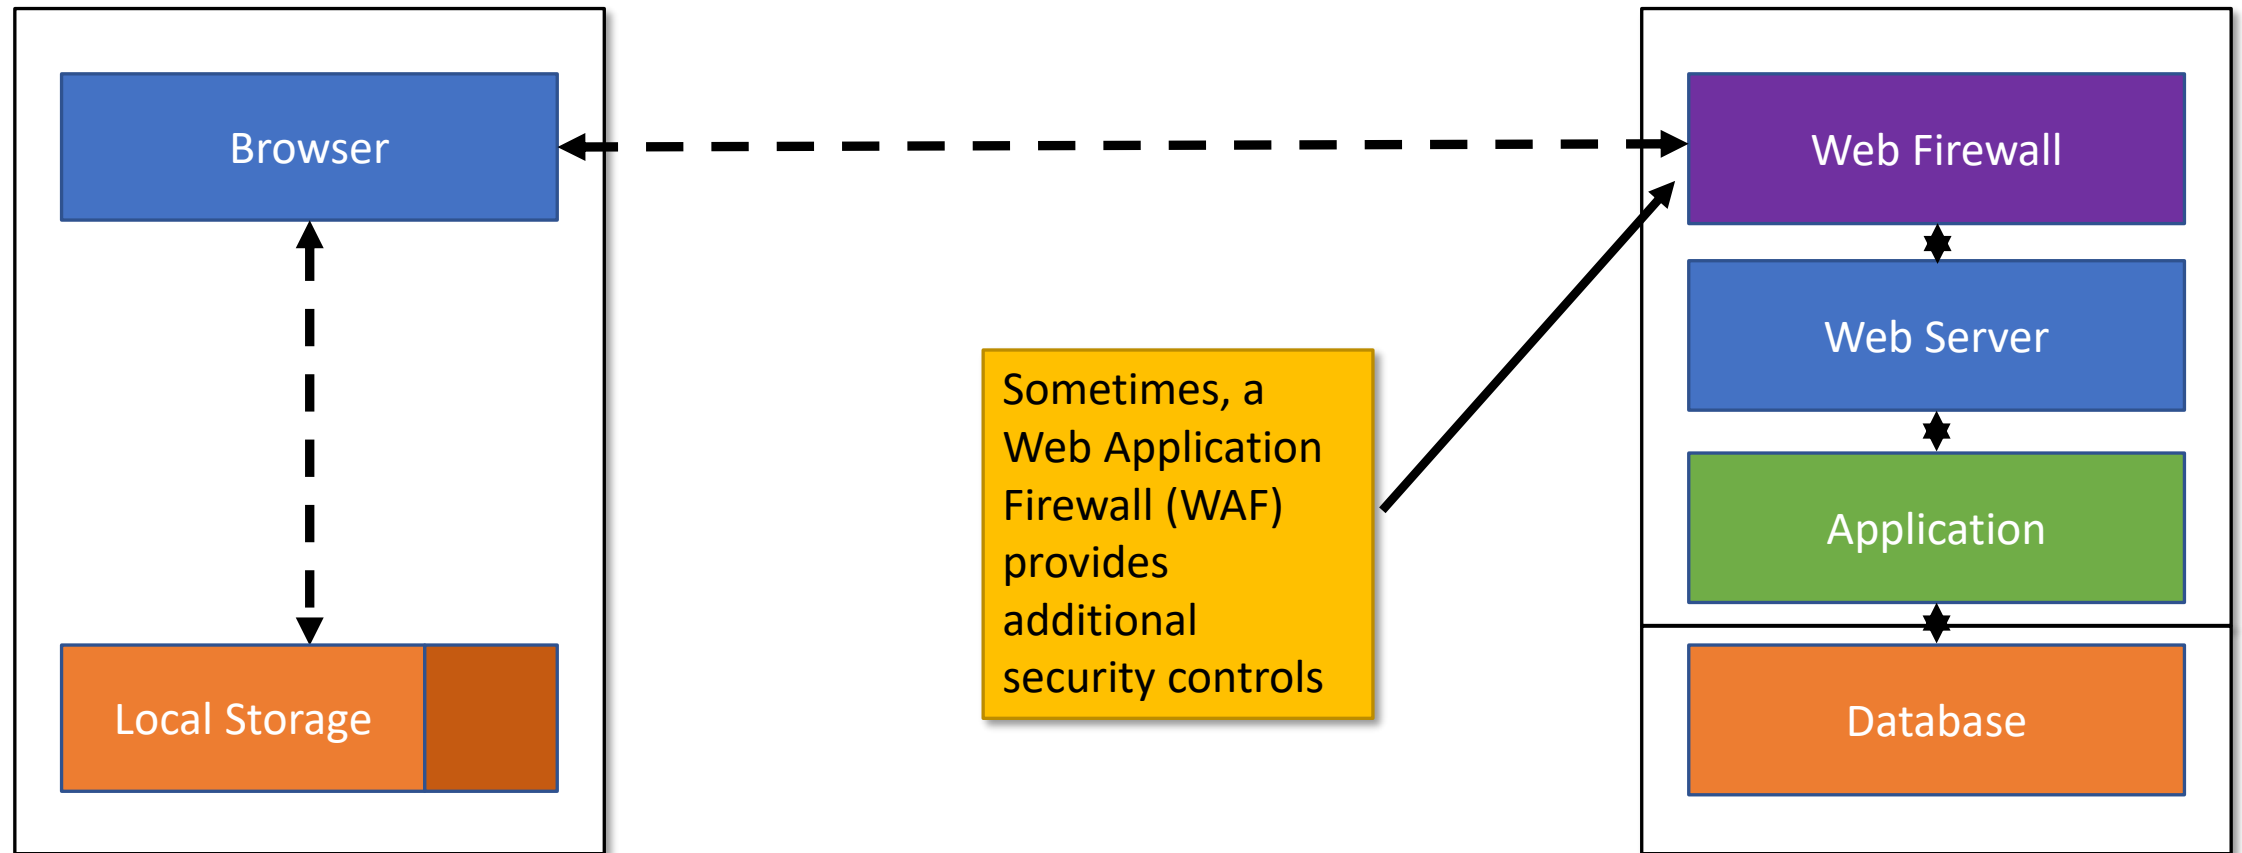 Browser
Web Firewall
Web Server
Sometimes, a
Web Application
Firewall (WAF)
provides
additional
security controls
Application
Local Storage
Database